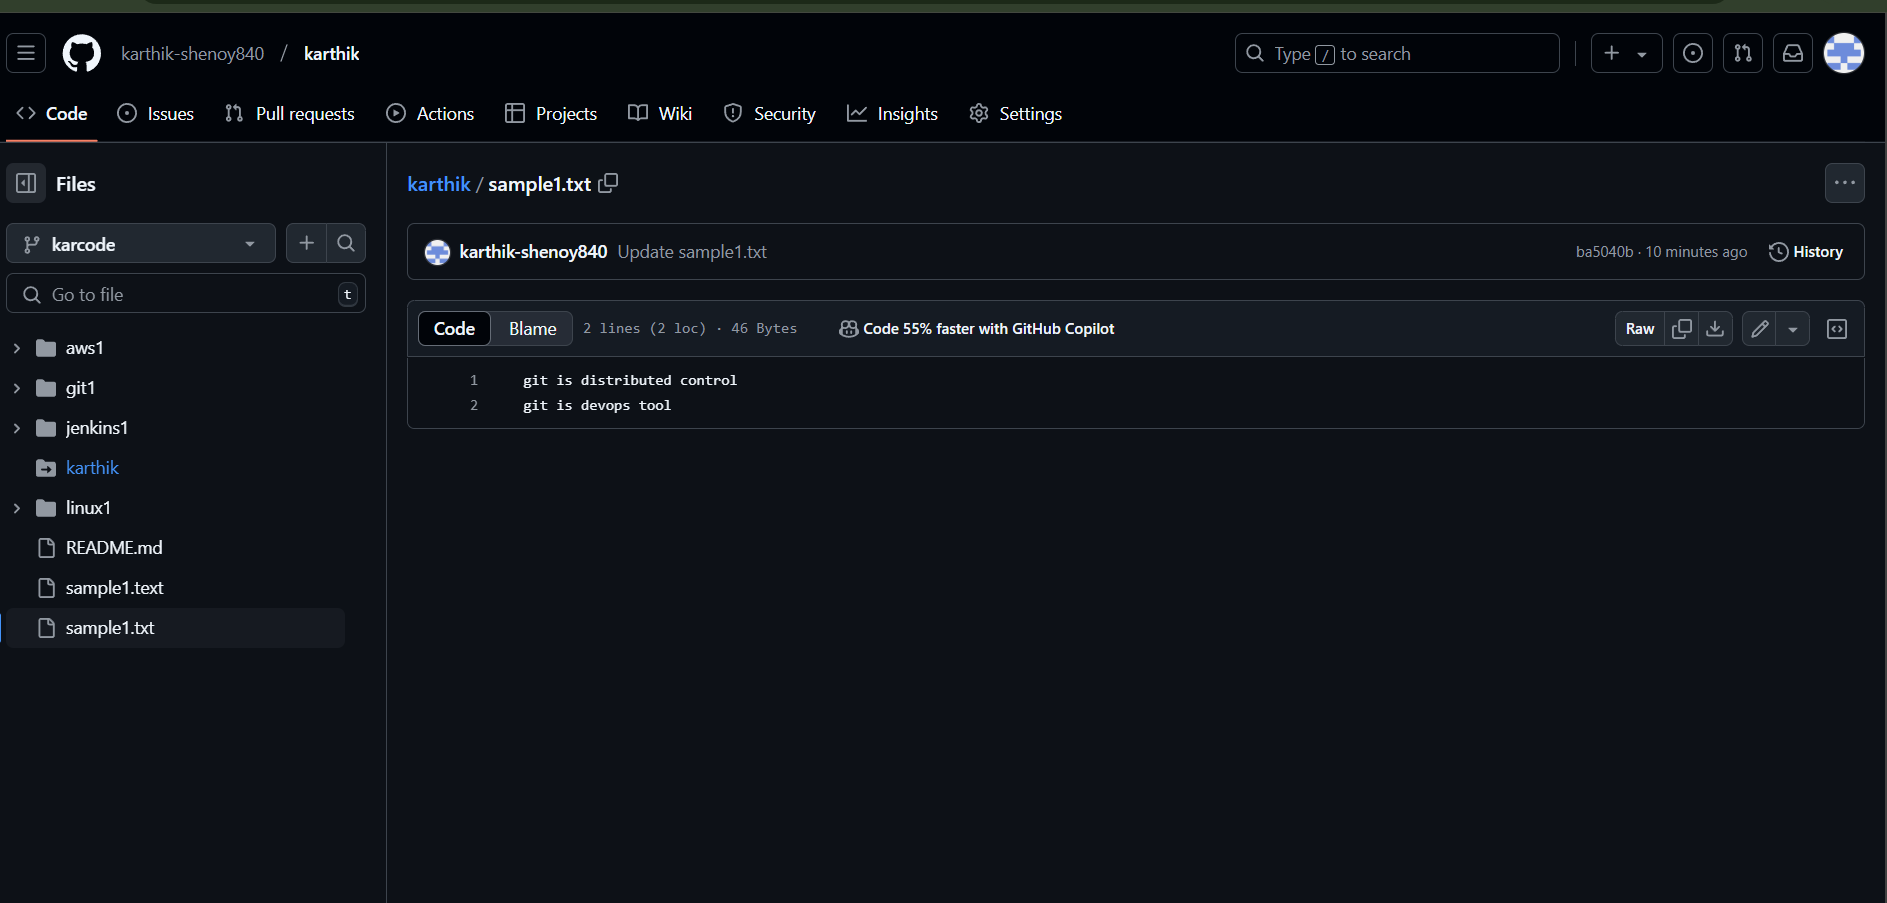 karthik-shenoy840 / karthik
Type / to search
Code Issues Pull requests Actions Projects Wiki Security Insights Settings
Files
karcode
Go to file t
aws1
git1
jenkins1
karthik
linux1
README.md
sample1.text
sample1.txt
karthik / sample1.txt
karthik-shenoy840 Update sample1.txt ba5040b · 10 minutes ago History
Code Blame 2 lines (2 loc) · 46 Bytes Code 55% faster with GitHub Copilot Raw
1 git is distributed control
2 git is devops tool